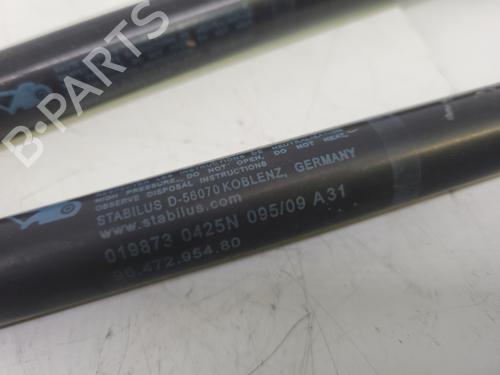 B-PARTS
HIGH PRESSURE. DO NOT OPEN, DO NOT HEAT.
OBSERVE DISPOSAL INSTRUCTIONS
STABILUS D-56070 KOBLENZ, GERMANY
www.stabilus.com
019873 0425N 095/09 A31
96.472.954.80